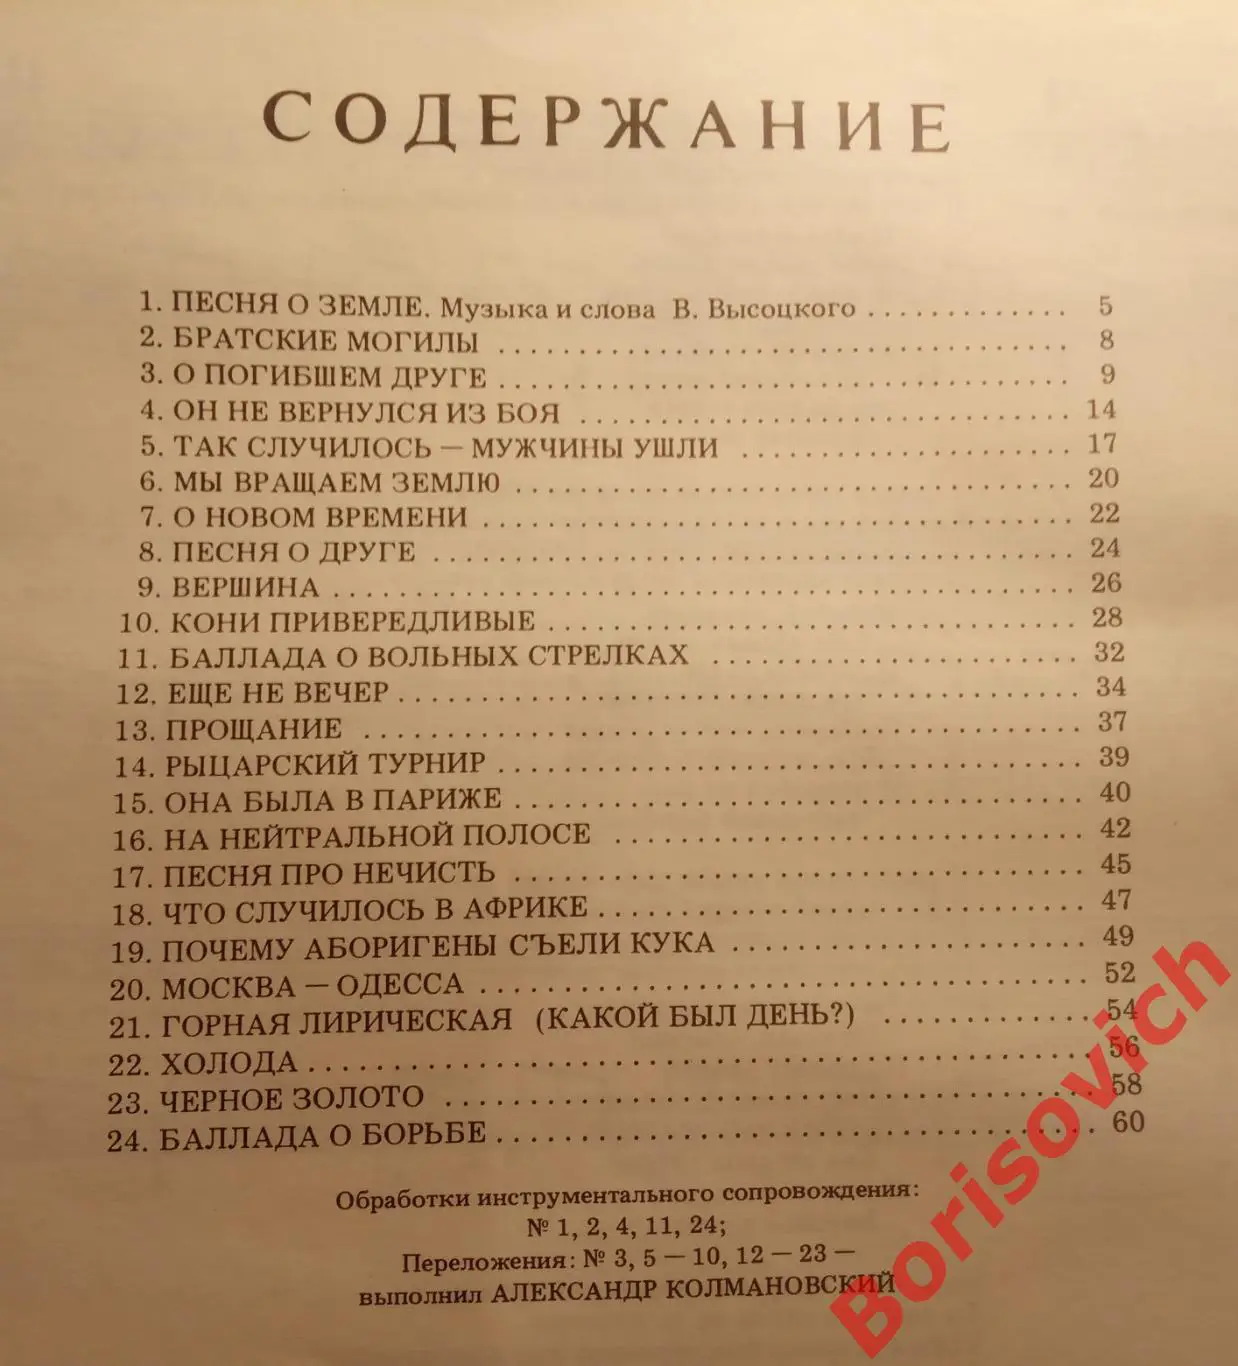 СОДЕРЖАНИЕ
1. ПЕСНЯ О ЗЕМЛЕ. Музыка и слова В. Высоцкого . . . . . . . . . . . . . 5
2. БРАТСКИЕ МОГИЛЫ . . . . . . . . . . . . . . . . . . . . . . . . . . . . 8
3. О ПОГИБШЕМ ДРУГЕ . . . . . . . . . . . . . . . . . . . . . . . . . . . . 9
4. ОН НЕ ВЕРНУЛСЯ ИЗ БОЯ . . . . . . . . . . . . . . . . . . . . . . . . 14
5. ТАК СЛУЧИЛОСЬ — МУЖЧИНЫ УШЛИ . . . . . . . . . . . . . . . . 17
6. МЫ ВРАЩАЕМ ЗЕМЛЮ . . . . . . . . . . . . . . . . . . . . . . . . . . . 20
7. О НОВОМ ВРЕМЕНИ . . . . . . . . . . . . . . . . . . . . . . . . . . . . . 22
8. ПЕСНЯ О ДРУГЕ . . . . . . . . . . . . . . . . . . . . . . . . . . . . . . . 24
9. ВЕРШИНА . . . . . . . . . . . . . . . . . . . . . . . . . . . . . . . . . . . . 26
10. КОНИ ПРИВЕРЕДЛИВЫЕ . . . . . . . . . . . . . . . . . . . . . . . . . . 28
11. БАЛЛАДА О ВОЛЬНЫХ СТРЕЛКАХ . . . . . . . . . . . . . . . . . . 32
12. ЕЩЕ НЕ ВЕЧЕР . . . . . . . . . . . . . . . . . . . . . . . . . . . . . . . . . 34
13. ПРОЩАНИЕ . . . . . . . . . . . . . . . . . . . . . . . . . . . . . . . . . . . 37
14. РЫЦАРСКИЙ ТУРНИР . . . . . . . . . . . . . . . . . . . . . . . . . . . . 39
15. ОНА БЫЛА В ПАРИЖЕ . . . . . . . . . . . . . . . . . . . . . . . . . . . 40
16. НА НЕЙТРАЛЬНОЙ ПОЛОСЕ . . . . . . . . . . . . . . . . . . . . . . . 42
17. ПЕСНЯ ПРО НЕЧИСТЬ . . . . . . . . . . . . . . . . . . . . . . . . . . . . 45
18. ЧТО СЛУЧИЛОСЬ В АФРИКЕ . . . . . . . . . . . . . . . . . . . . . . . . 47
19. ПОЧЕМУ АБОРИГЕНЫ СЪЕЛИ КУКА . . . . . . . . . . . . . . . . . 49
20. МОСКВА — ОДЕССА . . . . . . . . . . . . . . . . . . . . . . . . . . . . . 52
21. ГОРНАЯ ЛИРИЧЕСКАЯ (КАКОЙ БЫЛ ДЕНЬ?) . . . . . . . . . . 54
22. ХОЛОДА . . . . . . . . . . . . . . . . . . . . . . . . . . . . . . . . . . . . . . 56
23. ЧЕРНОЕ ЗОЛОТО . . . . . . . . . . . . . . . . . . . . . . . . . . . . . . . 58
24. БАЛЛАДА О БОРЬБЕ . . . . . . . . . . . . . . . . . . . . . . . . . . . . . 60
Обработки инструментального сопровождения:
№ 1, 2, 4, 11, 24;
Переложения: № 3, 5 — 10, 12 — 23 —
выполнил АЛЕКСАНДР КОЛМАНОВСКИЙ
Borisovich